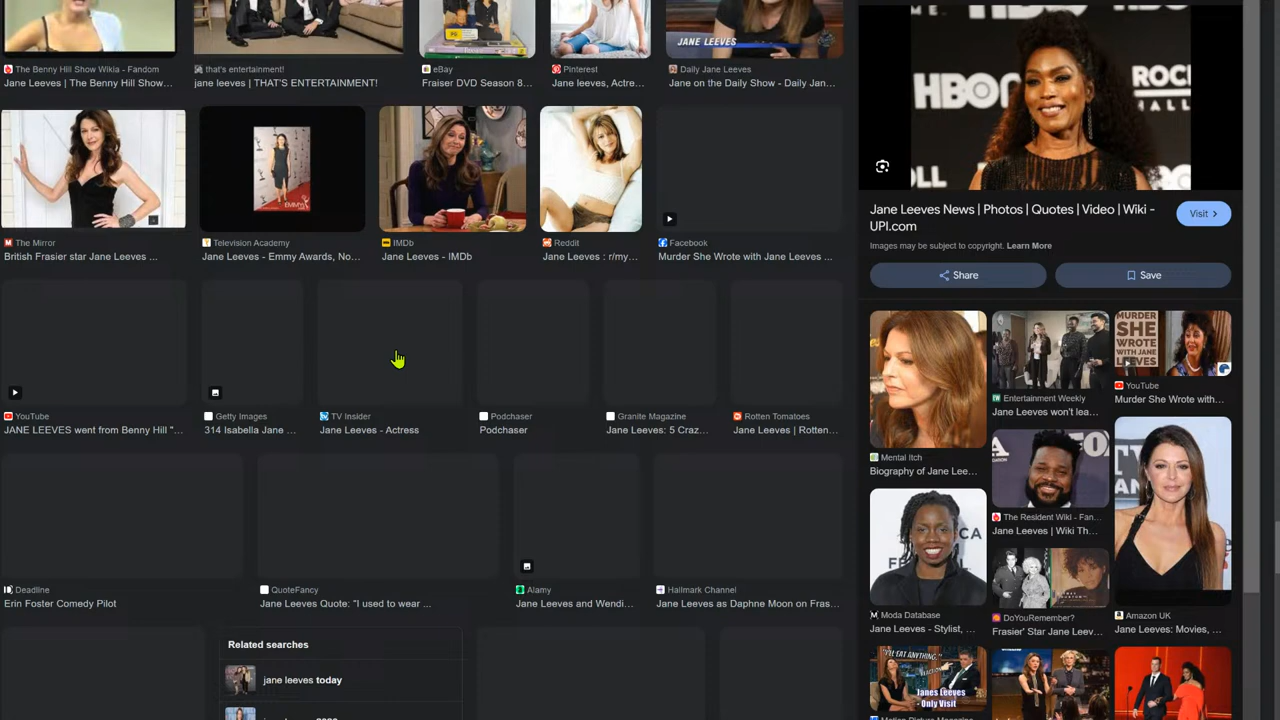 JANE LEEVES
The Benny Hill Show Wikia - Fandom
Jane Leeves | The Benny Hill Show...
that's entertainment!
jane leeves | THAT'S ENTERTAINMENT!
eBay
Fraiser DVD Season 8...
Pinterest
Jane leeves, Actre...
Daily Jane Leeves
Jane on the Daily Show - Daily Jan...
EMMY
The Mirror
British Frasier star Jane Leeves ...
Television Academy
Jane Leeves - Emmy Awards, No...
IMDb
Jane Leeves - IMDb
Reddit
Jane Leeves : r/my...
Facebook
Murder She Wrote with Jane Leeves ...
YouTube
JANE LEEVES went from Benny Hill "...
Getty Images
314 Isabella Jane ...
TV Insider
Jane Leeves - Actress
Podchaser
Podchaser
Granite Magazine
Jane Leeves: 5 Craz...
Rotten Tomatoes
Jane Leeves | Rotten...
Deadline
Erin Foster Comedy Pilot
QuoteFancy
Jane Leeves Quote: "I used to wear ...
Alamy
Jane Leeves and Wendi...
Hallmark Channel
Jane Leeves as Daphne Moon on Fras...
Related searches
jane leeves today
HBO
ROCK
HALL
Jane Leeves News | Photos | Quotes | Video | Wiki -
UPI.com
Visit
Images may be subject to copyright. Learn More
Share
Save
Mental Itch
Biography of Jane Lee...
Entertainment Weekly
Jane Leeves won't lea...
MURDER
SHE
WROTE
WITH JANE
LEEVES
YouTube
Murder She Wrote with...
The Resident Wiki - Fan...
Jane Leeves | Wiki Th...
Moda Database
Jane Leeves - Stylist, ...
DoYouRemember?
Frasier' Star Jane Leev...
Amazon UK
Jane Leeves: Movies, ...
"I'LL EAT ANYTHING."
Janes Leeves
- Only Visit